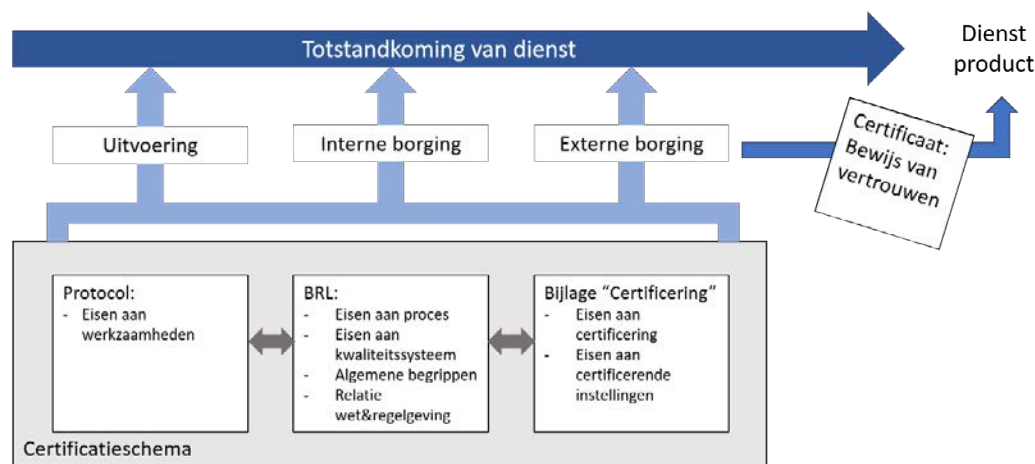 Totstandkoming van dienst
Dienst
product
Uitvoering
Interne borging
Externe borging
Certificaat:
Bewijs van
vertrouwen
Protocol:
- Eisen aan
werkzaamheden
BRL:
- Eisen aan proces
- Eisen aan
kwaliteitssysteem
- Algemene begrippen
- Relatie
wet&regelgeving
Bijlage “Certificering”
- Eisen aan
certificering
- Eisen aan
certificerende
instellingen
Certificatieschema